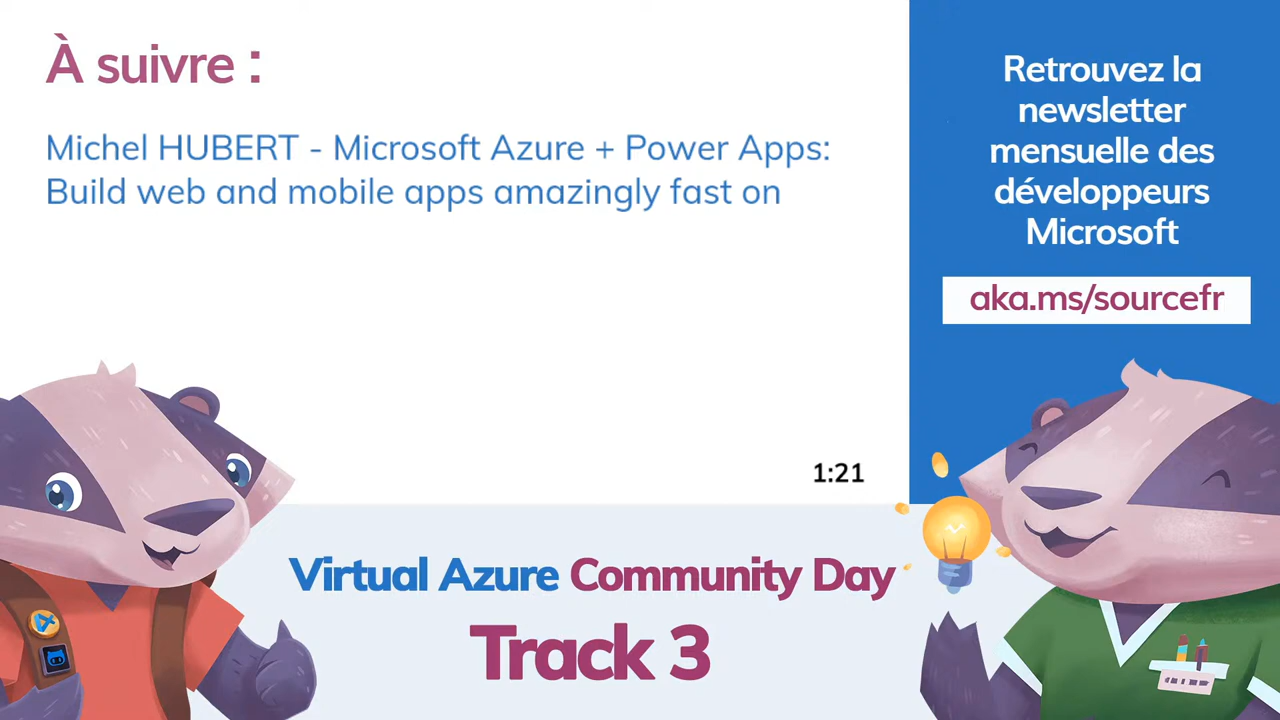 À suivre :
Michel HUBERT - Microsoft Azure + Power Apps:
Build web and mobile apps amazingly fast on
1:21
Retrouvez la
newsletter
mensuelle des
développeurs
Microsoft
aka.ms/sourcefr
Virtual Azure Community Day
Track 3